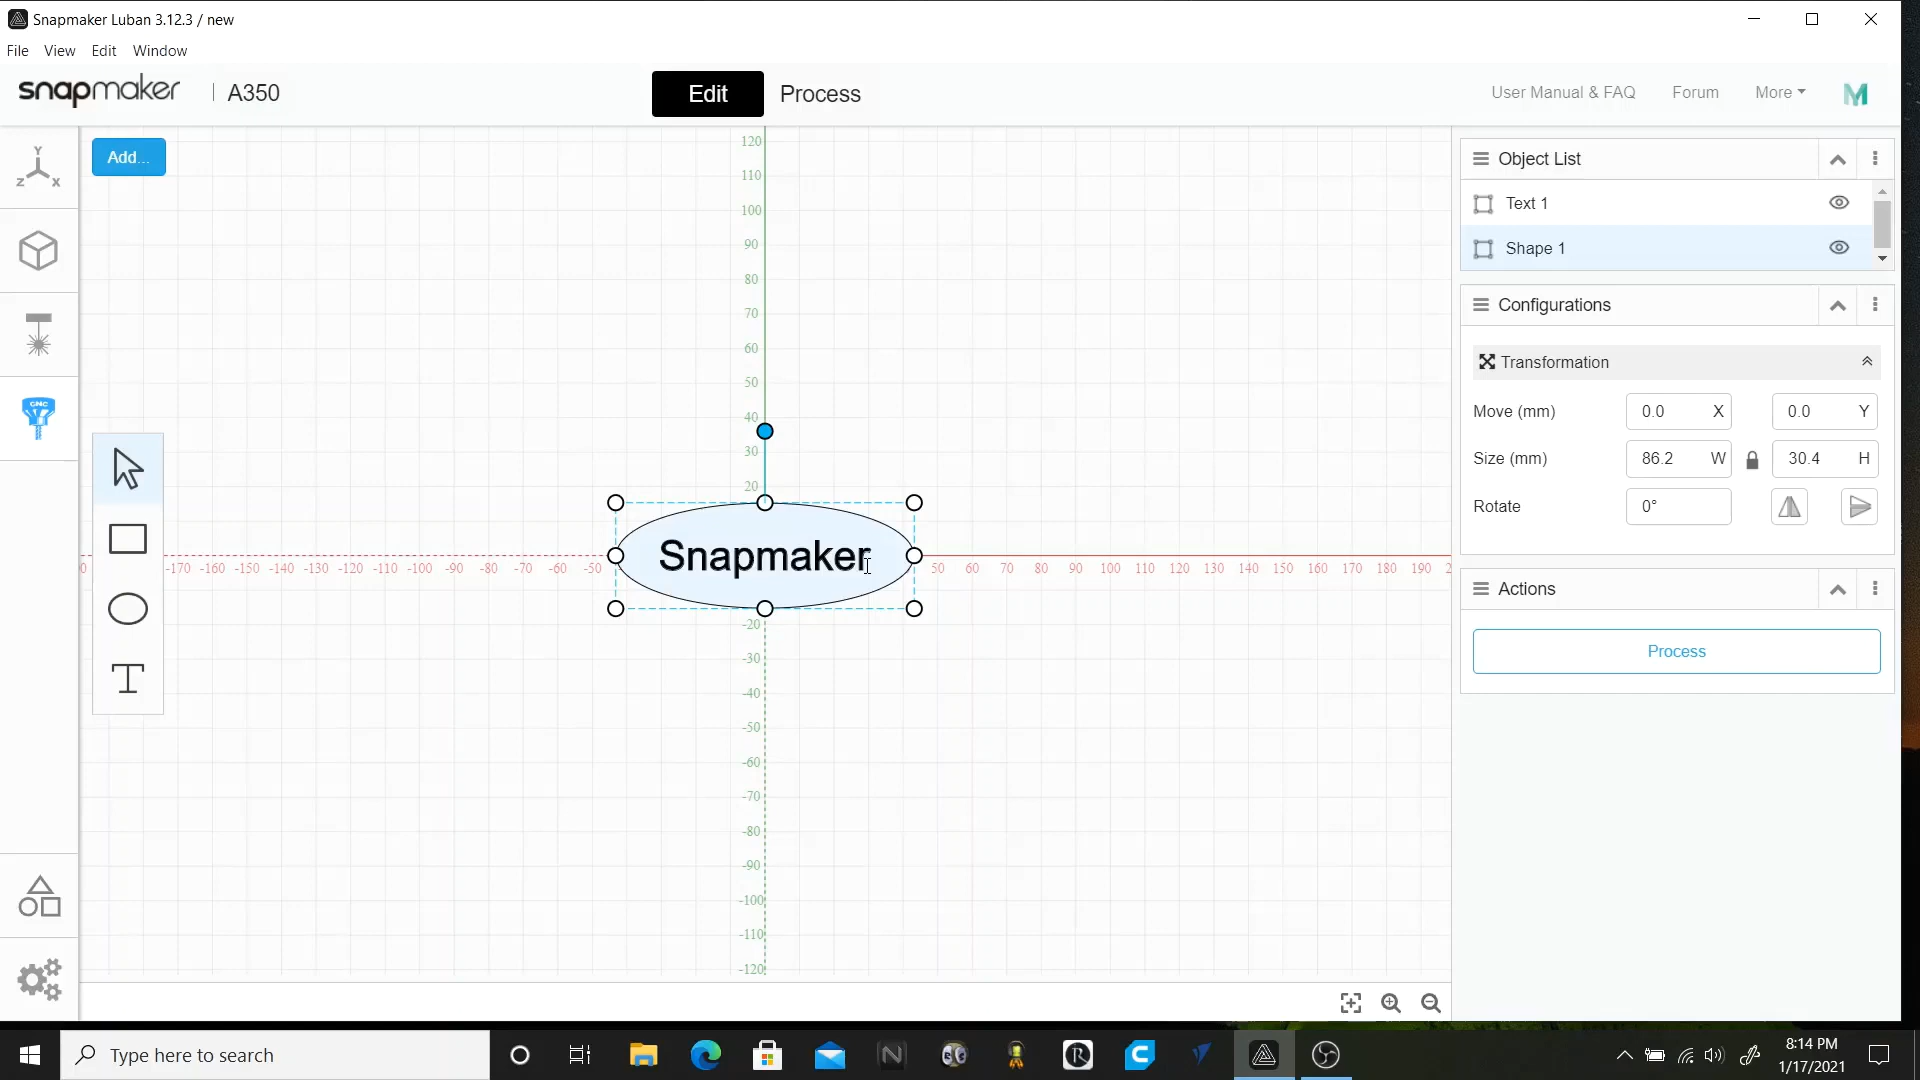 Snapmaker Luban 3.12.3 / new
File View Edit Window
snapmaker | A350
Edit Process
User Manual & FAQ Forum More
Add...
Y
Z X
CNC
T
120
110
100
90
80
70
60
50
40
30
20
0 -170 -160 -150 -140 -130 -120 -110 -100 -90 -80 -70 -60 -50 50 60 70 80 90 100 110 120 130 140 150 160 170 180 190 2
Snapmaker
-20
-30
-40
-50
-60
-70
-80
-90
-100
-110
-120
Object List
Text 1
Shape 1
Configurations
Transformation
Move (mm) 0.0 X 0.0 Y
Size (mm) 86.2 W 30.4 H
Rotate 0°
Actions
Process
Type here to search
8:14 PM
1/17/2021